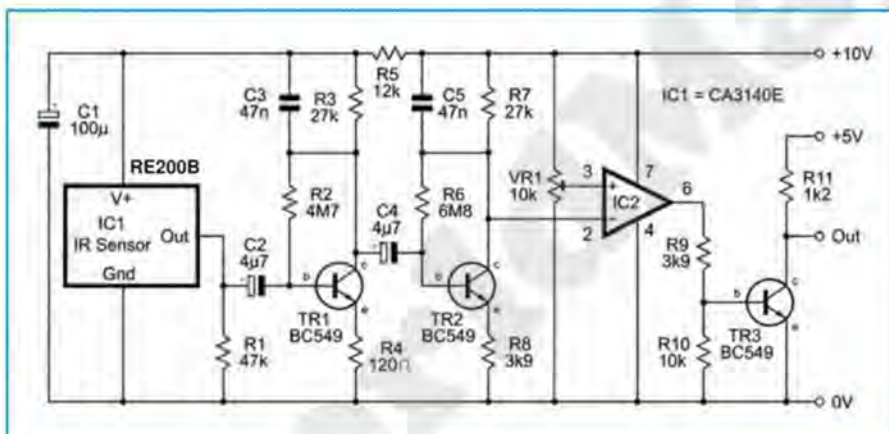 +10V
R5
12k
C3
47n
R3
27k
C5
47n
R7
27k
IC1 = CA3140E
C1
100µ
+5V
RE200B
V+
IC1
IR Sensor
Out
Gnd
R2
4M7
C4
4µ7
R6
6M8
VR1
10k
3
+
7
IC2
6
2
−
4
R11
1k2
Out
C2
4µ7
b
c
e
TR1
BC549
b
c
e
TR2
BC549
R9
3k9
b
c
e
TR3
BC549
R1
47k
R4
120Ω
R8
3k9
R10
10k
0V